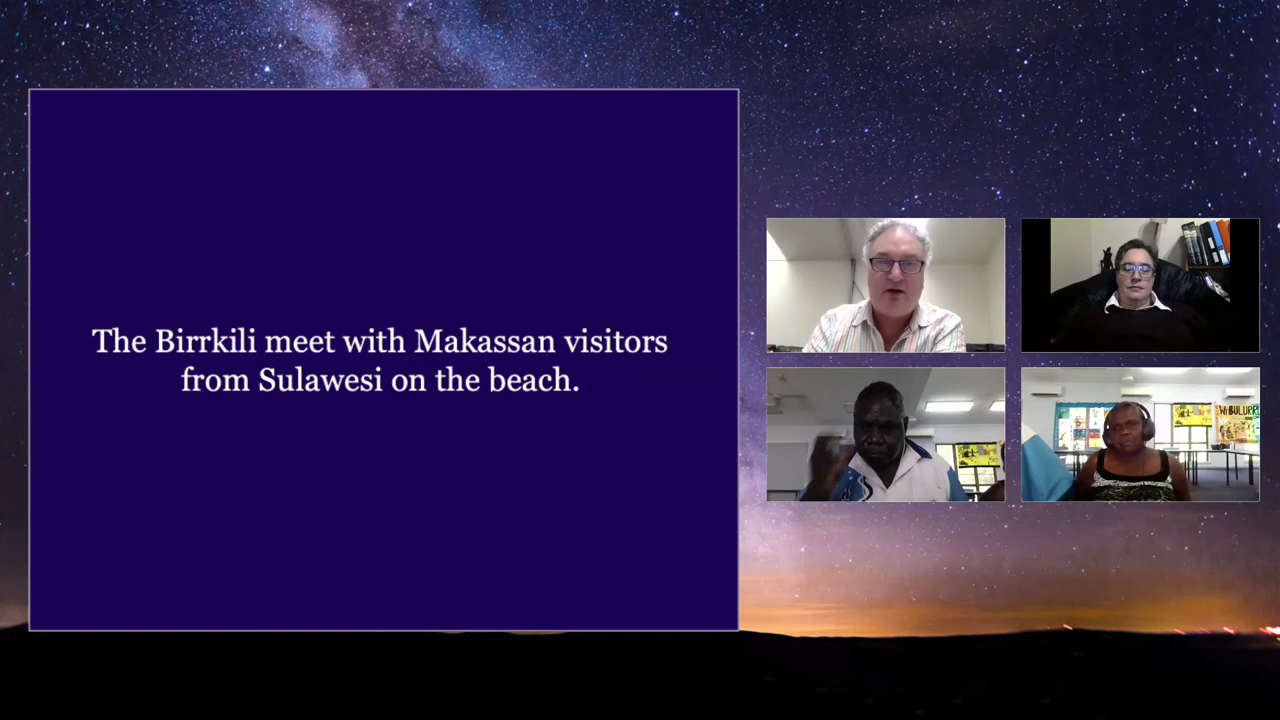 The Birrkili meet with Makassan visitors
from Sulawesi on the beach.